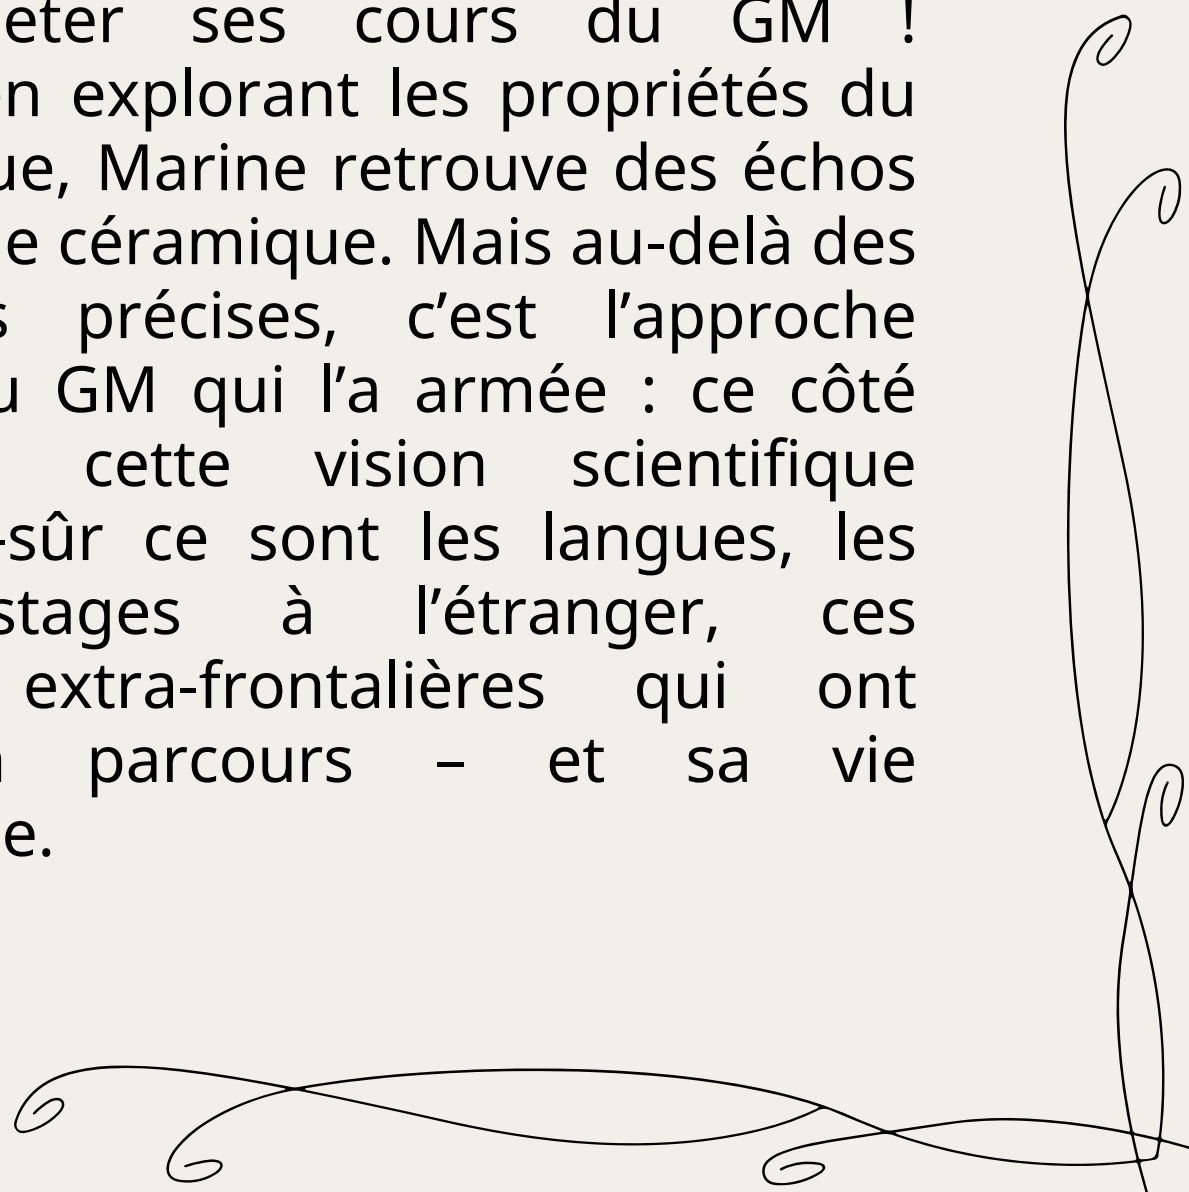 eter ses cours du GM !
n explorant les propriétés du
ue, Marine retrouve des échos
e céramique. Mais au-delà des
s précises, c’est l’approche
u GM qui l’a armée : ce côté
cette vision scientifique
-sûr ce sont les langues, les
stages à l’étranger, ces
extra-frontalières qui ont
parcours – et sa vie
e.